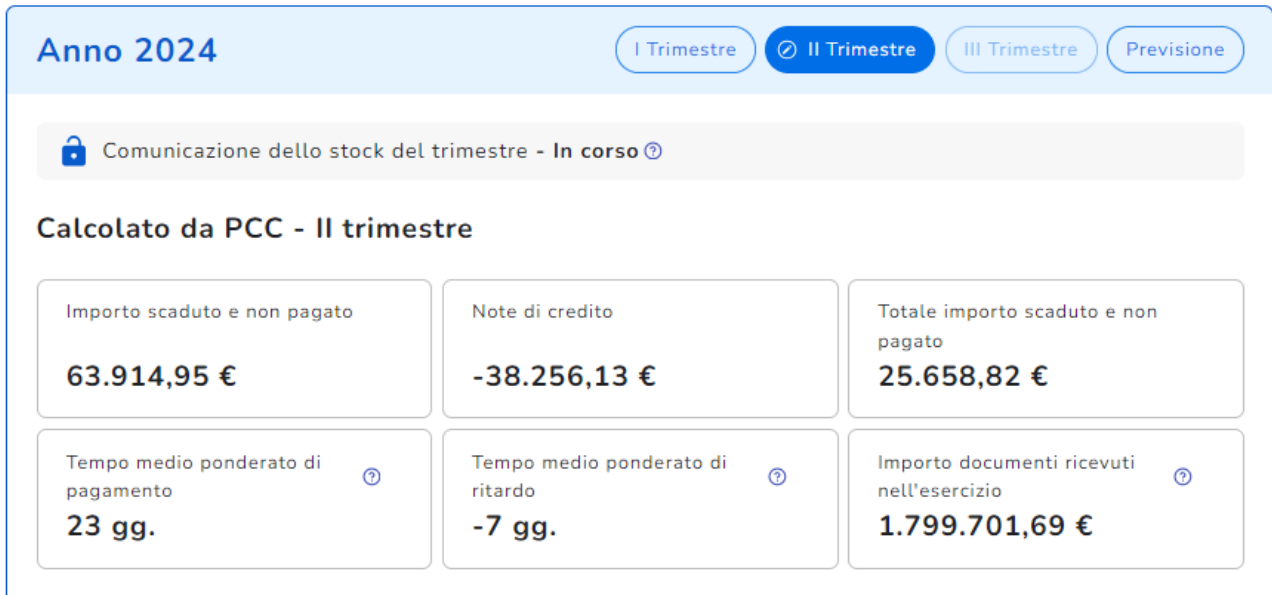 Anno 2024
I Trimestre
II Trimestre
III Trimestre
Previsione
Comunicazione dello stock del trimestre - In corso
Calcolato da PCC - II trimestre
Importo scaduto e non pagato
63.914,95 €
Note di credito
-38.256,13 €
Totale importo scaduto e non
pagato
25.658,82 €
Tempo medio ponderato di
pagamento
23 gg.
Tempo medio ponderato di
ritardo
-7 gg.
Importo documenti ricevuti
nell'esercizio
1.799.701,69 €